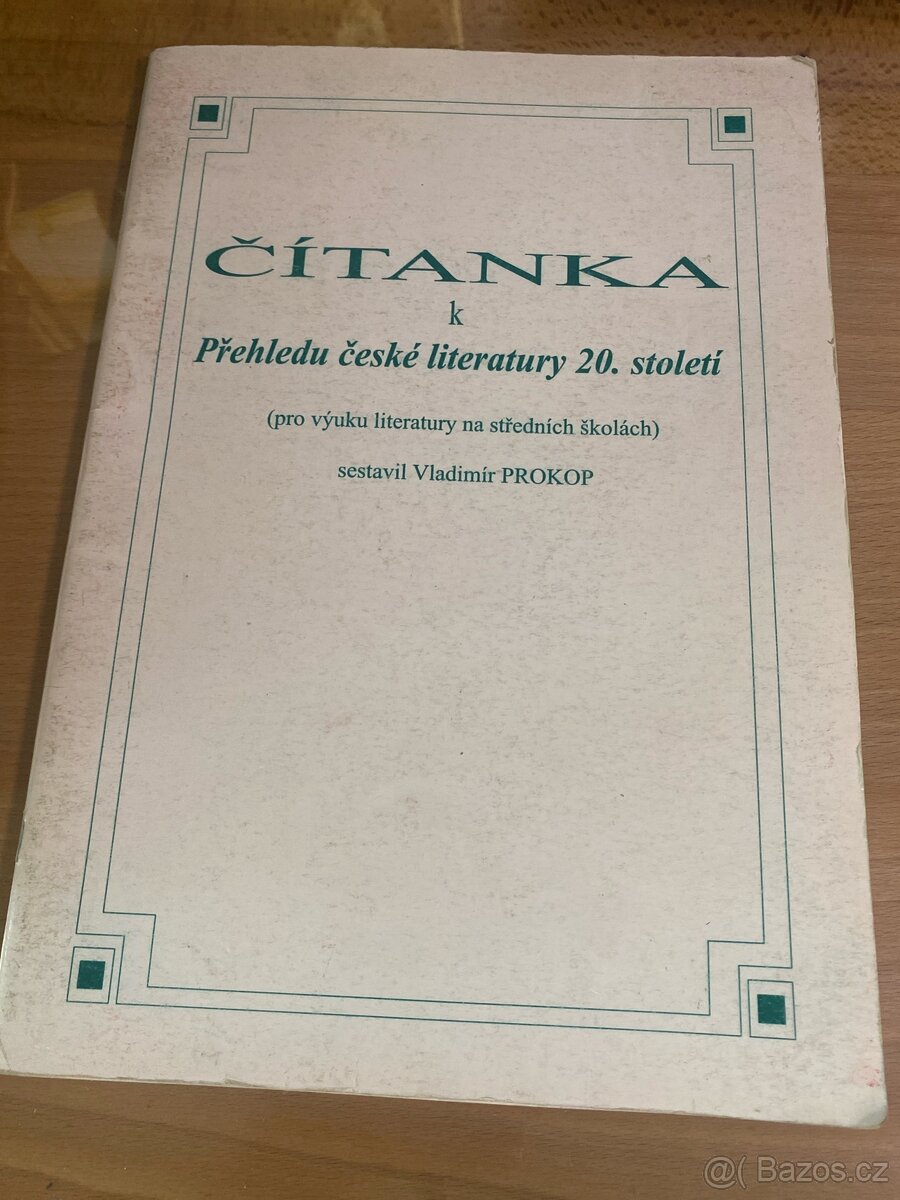 ČÍTANKA
k
Přehledu české literatury 20. století
(pro výuku literatury na středních školách)
sestavil Vladimír PROKOP
@( Bazos.cz